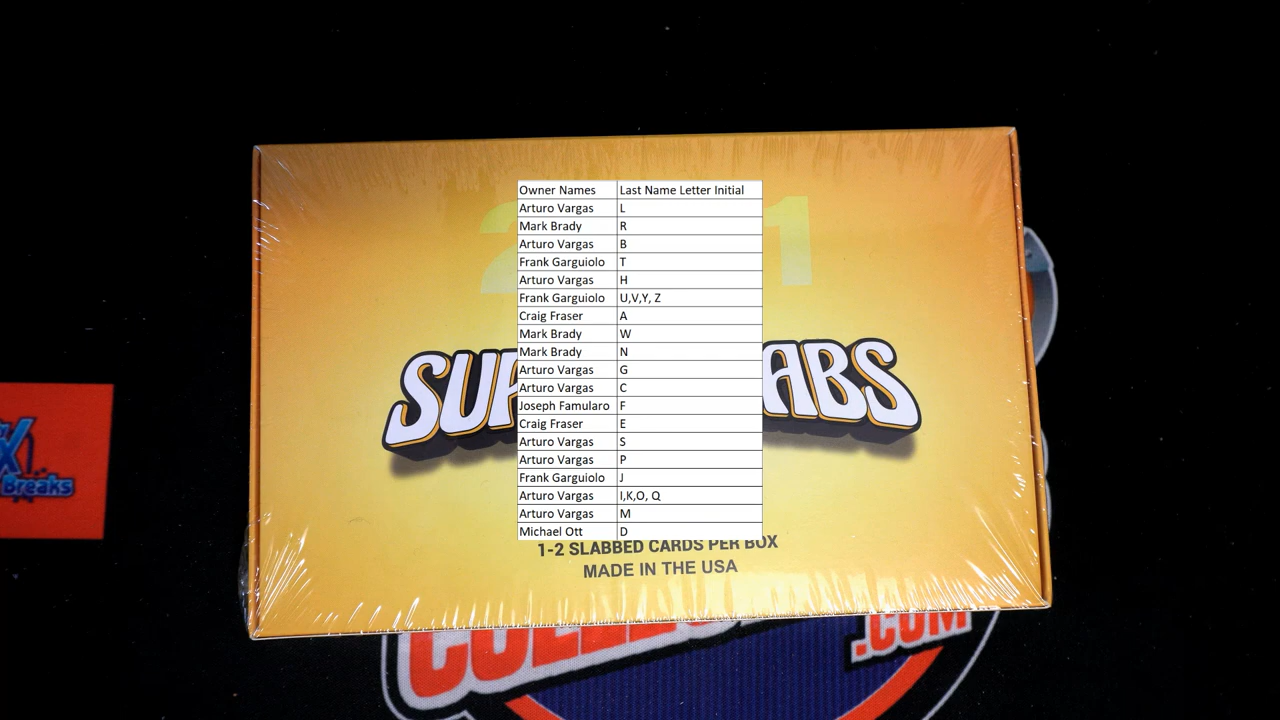 Owner Names Last Name Letter Initial
Arturo Vargas L
Mark Brady R
Arturo Vargas B
Frank Garguiolo T
Arturo Vargas H
Frank Garguiolo U,V,Y, Z
Craig Fraser A
Mark Brady W
Mark Brady N
Arturo Vargas G
Arturo Vargas C
Joseph Famularo F
Craig Fraser E
Arturo Vargas S
Arturo Vargas P
Frank Garguiolo J
Arturo Vargas I,K,O, Q
Arturo Vargas M
Michael Ott D
1-2 SLABBED CARDS PER BOX
MADE IN THE USA
Breaks
.COM